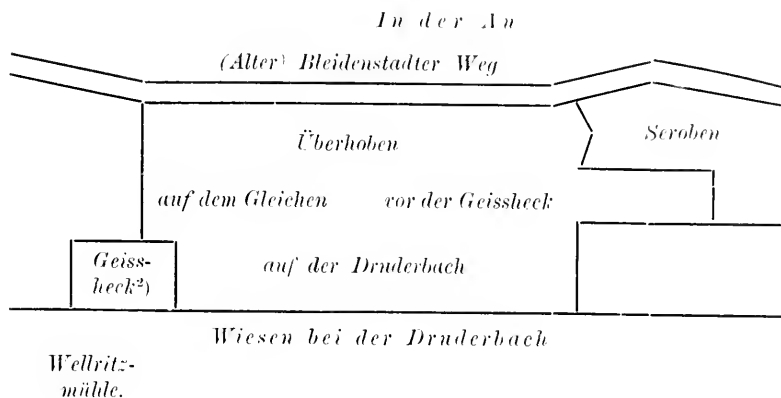 In der Au
(Alter) Bleidenstadter Weg
Überhoben
Seroben
auf dem Gleichen vor der Geissheck
Geiss-
heck²)
auf der Druderbach
Wiesen bei der Druderbach
Wellritz-
mühle.